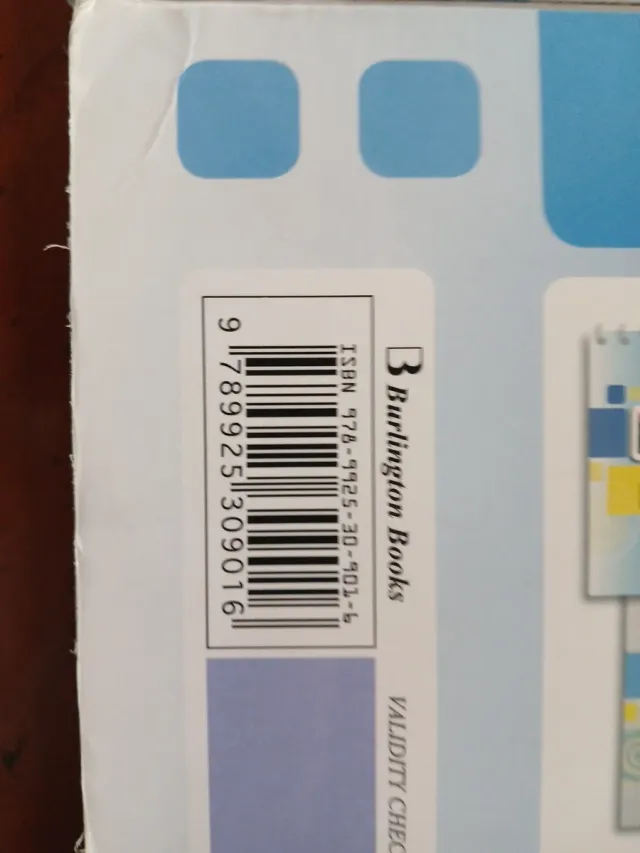 Burlington Books
ISBN 978-9925-30-901-6
9 789925 309016
VALIDITY CHEC